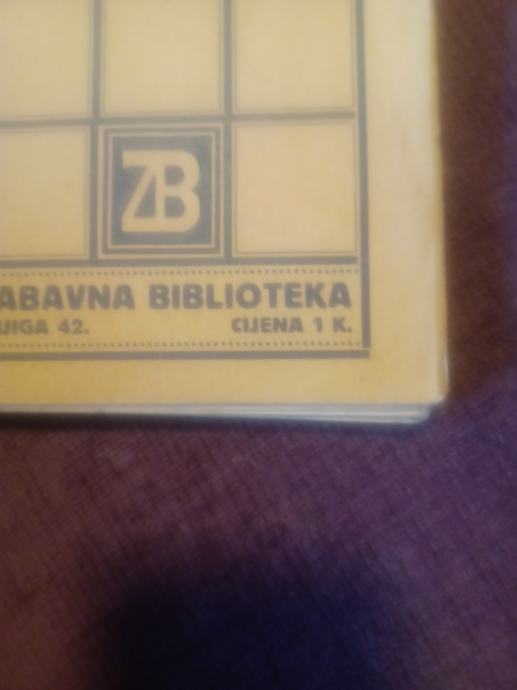 ZB
ABAVNA BIBLIOTEKA
JIGA 42. CIJENA 1 K.